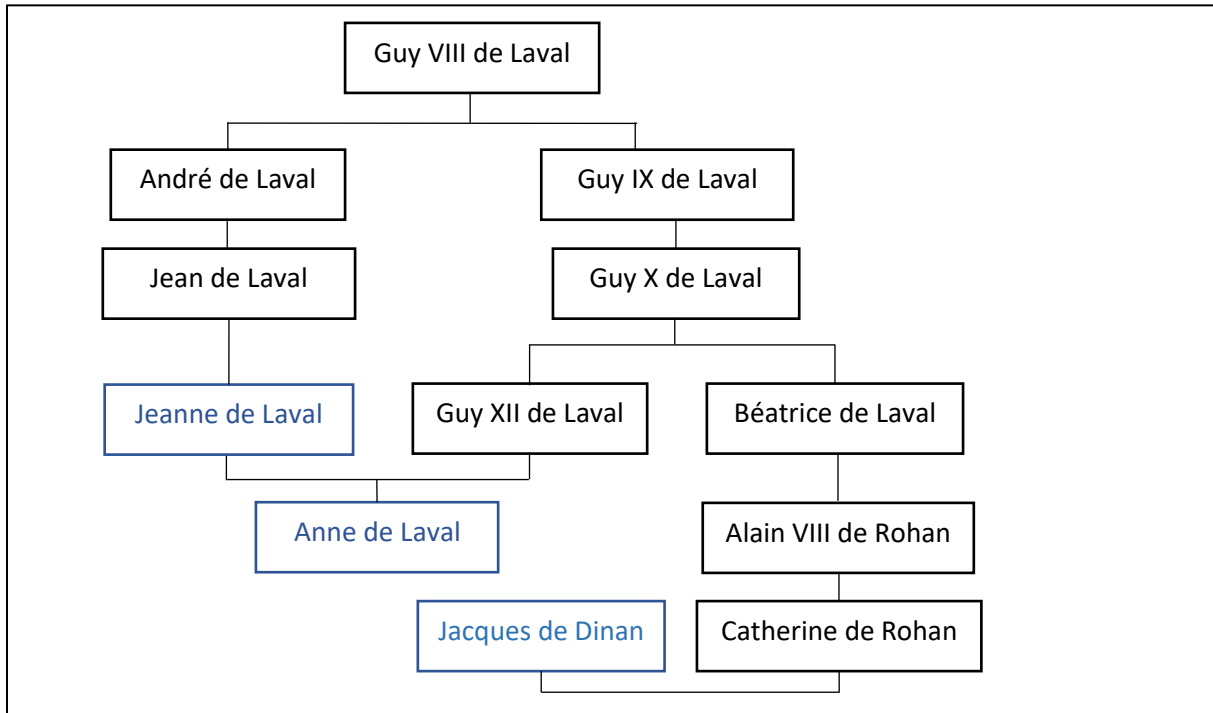 Guy VIII de Laval
André de Laval
Guy IX de Laval
Jean de Laval
Guy X de Laval
Jeanne de Laval
Guy XII de Laval
Béatrice de Laval
Anne de Laval
Alain VIII de Rohan
Jacques de Dinan
Catherine de Rohan